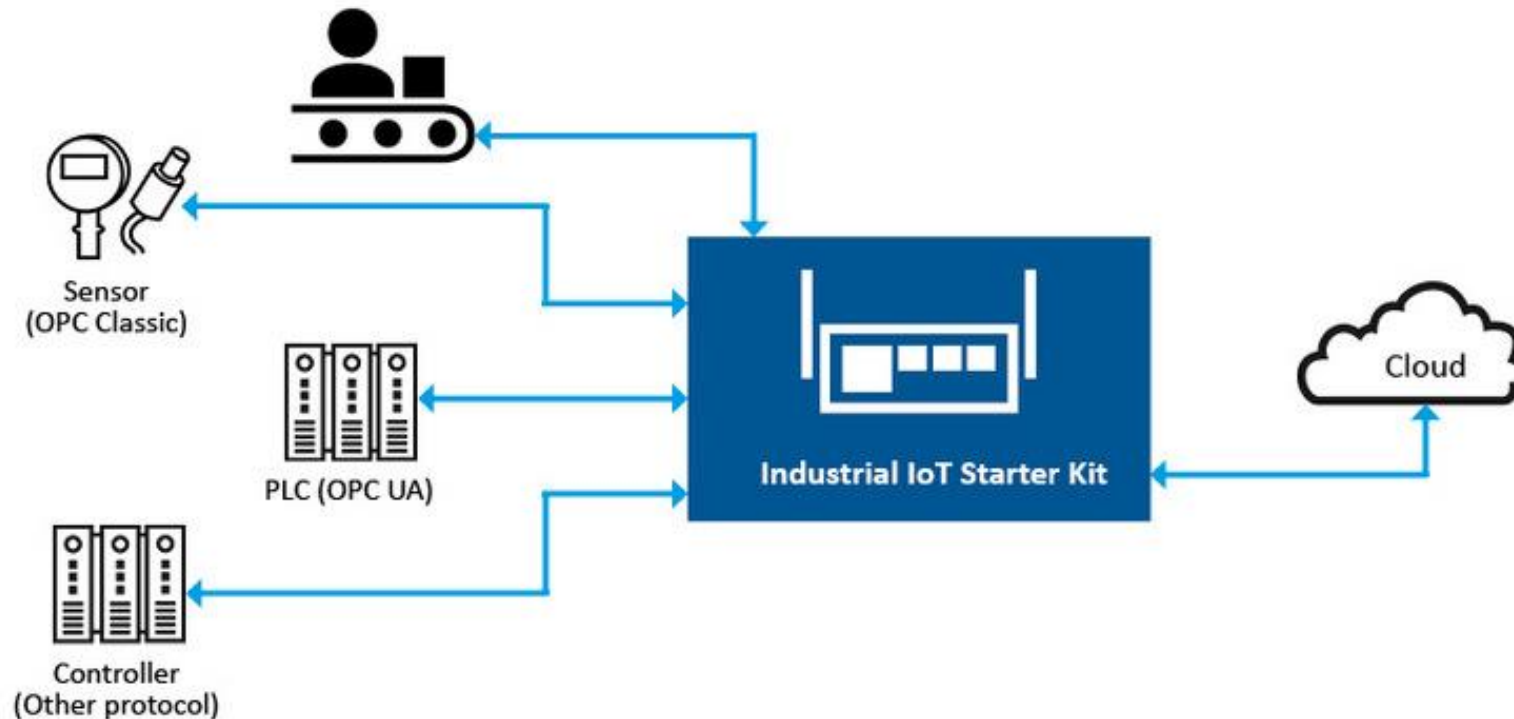 Sensor
(OPC Classic)
PLC (OPC UA)
Controller
(Other protocol)
Industrial IoT Starter Kit
Cloud